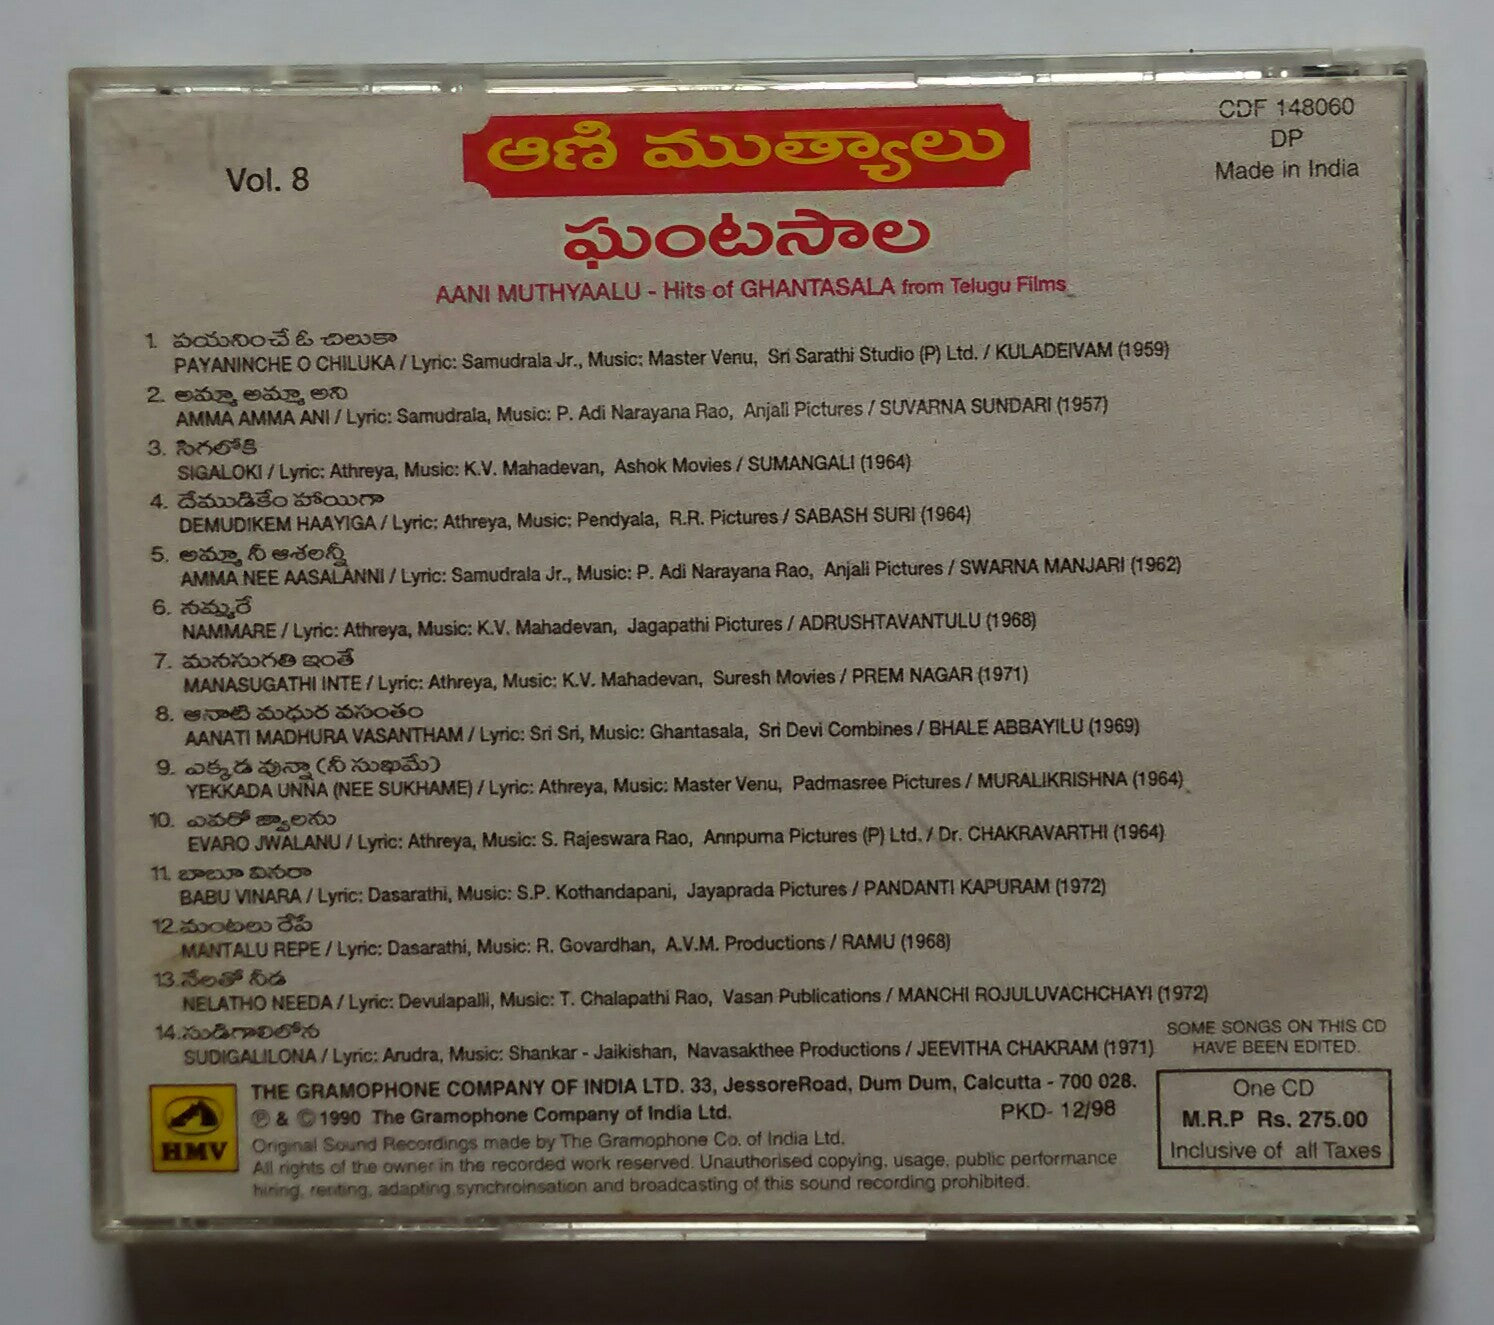 CDF 148060
DP
Made in India
Vol. 8
ఆణి ముత్యాలు
ఘంటసాల
AANI MUTHYAALU - Hits of GHANTASALA from Telugu Films
1. పయనించే ఓ చిలుకా
PAYANINCHE O CHILUKA / Lyric: Samudrala Jr., Music: Master Venu, Sri Sarathi Studio (P) Ltd. / KULADEIVAM (1959)
2. అమ్మా అమ్మా అని
AMMA AMMA ANI / Lyric: Samudrala, Music: P. Adi Narayana Rao, Anjali Pictures / SUVARNA SUNDARI (1957)
3. సిగలోకి
SIGALOKI / Lyric: Athreya, Music: K.V. Mahadevan, Ashok Movies / SUMANGALI (1964)
4. దేముడికేం హాయిగా
DEMUDIKEM HAAYIGA / Lyric: Athreya, Music: Pendyala, R.R. Pictures / SABASH SURI (1964)
5. అమ్మా నీ ఆశలన్నీ
AMMA NEE AASALANNI / Lyric: Samudrala Jr., Music: P. Adi Narayana Rao, Anjali Pictures / SWARNA MANJARI (1962)
6. నమ్మరే
NAMMARE / Lyric: Athreya, Music: K.V. Mahadevan, Jagapathi Pictures / ADRUSHTAVANTULU (1968)
7. మనసుగతి ఇంతే
MANASUGATHI INTE / Lyric: Athreya, Music: K.V. Mahadevan, Suresh Movies / PREM NAGAR (1971)
8. ఆనాటి మధుర వసంతం
AANATI MADHURA VASANTHAM / Lyric: Sri Sri, Music: Ghantasala, Sri Devi Combines / BHALE ABBAYILU (1969)
9. ఎక్కడ వున్నా (నీ సుఖమే)
YEKKADA UNNA (NEE SUKHAME) / Lyric: Athreya, Music: Master Venu, Padmasree Pictures / MURALIKRISHNA (1964)
10. ఎవరో జ్వాలను
EVARO JWALANU / Lyric: Athreya, Music: S. Rajeswara Rao, Annpurna Pictures (P) Ltd. / Dr. CHAKRAVARTHI (1964)
11. బాబూ వినరా
BABU VINARA / Lyric: Dasarathi, Music: S.P. Kothandapani, Jayaprada Pictures / PANDANTI KAPURAM (1972)
12. మంటలు రేపే
MANTALU REPE / Lyric: Dasarathi, Music: R. Govardhan, A.V.M. Productions / RAMU (1968)
13. నేలతో నీడ
NELATHO NEEDA / Lyric: Devulapalli, Music: T. Chalapathi Rao, Vasan Publications / MANCHI ROJULUVACHCHAYI (1972)
14. సుడిగాలిలోన
SUDIGALILONA / Lyric: Arudra, Music: Shankar - Jaikishan, Navasakthee Productions / JEEVITHA CHAKRAM (1971)
SOME SONGS ON THIS CD
HAVE BEEN EDITED.
HMV
THE GRAMOPHONE COMPANY OF INDIA LTD. 33, JessoreRoad, Dum Dum, Calcutta - 700 028.
℗ & © 1990 The Gramophone Company of India Ltd.
PKD- 12/98
Original Sound Recordings made by The Gramophone Co. of India Ltd.
All rights of the owner in the recorded work reserved. Unauthorised copying, usage, public performance
hiring, renting, adapting synchroinsation and broadcasting of this sound recording prohibited.
One CD
M.R.P Rs. 275.00
Inclusive of all Taxes